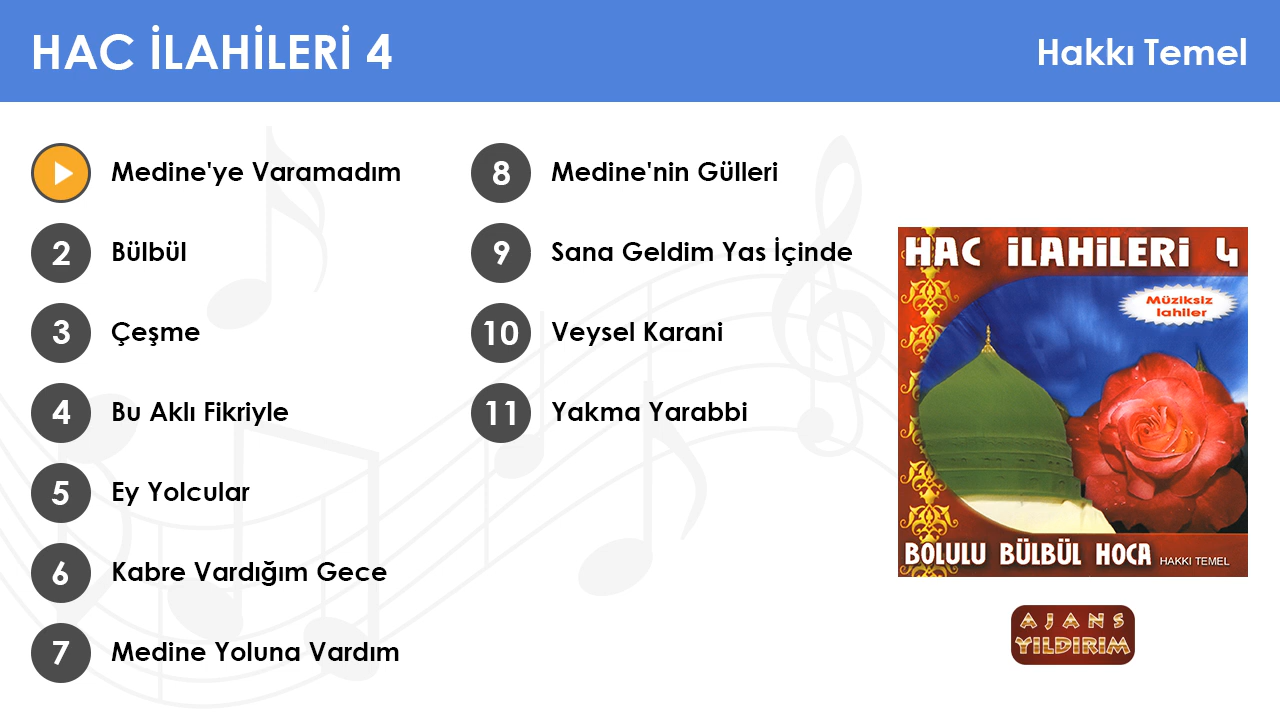 HAC İLAHİLERİ 4
Hakkı Temel
Medine'ye Varamadım
2 Bülbül
3 Çeşme
4 Bu Aklı Fikriyle
5 Ey Yolcular
6 Kabre Vardığım Gece
7 Medine Yoluna Vardım
8 Medine'nin Gülleri
9 Sana Geldim Yas İçinde
10 Veysel Karani
11 Yakma Yarabbi
HAC İLAHİLERİ 4
Müziksiz
lahiler
BOLULU BÜLBÜL HOCA HAKKI TEMEL
AJANS
YILDIRIM